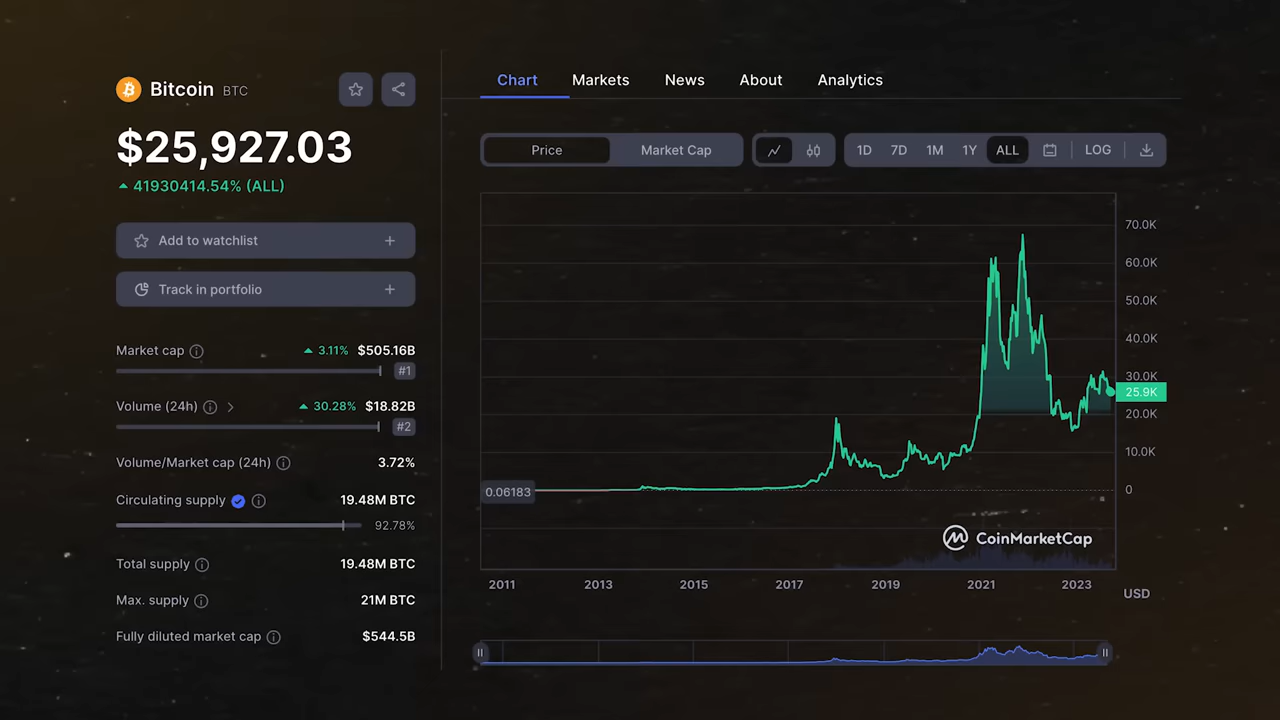 Bitcoin BTC
$25,927.03
41930414.54% (ALL)
Add to watchlist
Track in portfolio
Market cap 3.11% $505.16B
#1
Volume (24h) 30.28% $18.82B
#2
Volume/Market cap (24h) 3.72%
Circulating supply 19.48M BTC
92.78%
Total supply 19.48M BTC
Max. supply 21M BTC
Fully diluted market cap $544.5B
Chart Markets News About Analytics
Price Market Cap 1D 7D 1M 1Y ALL LOG
70.0K
60.0K
50.0K
40.0K
30.0K
25.9K
20.0K
10.0K
0.06183 0
CoinMarketCap
2011 2013 2015 2017 2019 2021 2023
USD